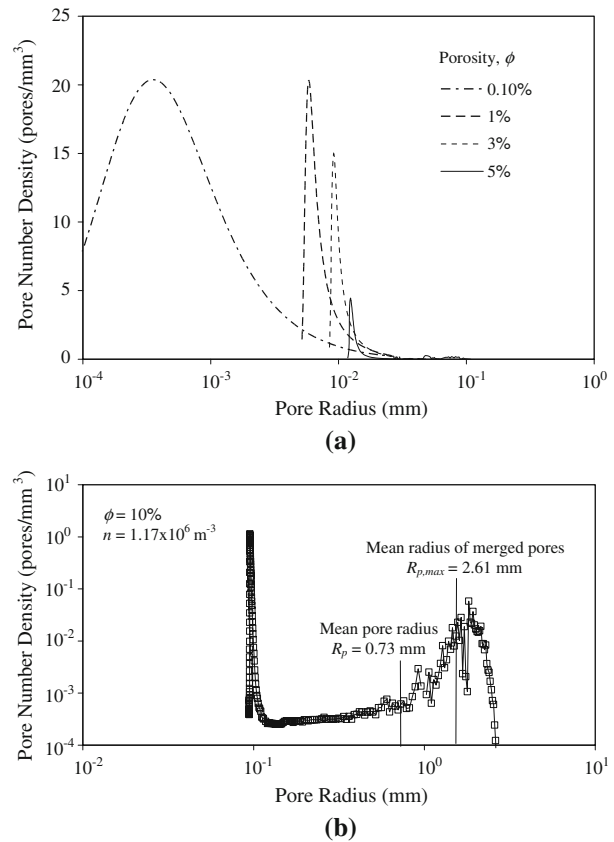 25
20
15
10
5
0
Pore Number Density (pores/mm³)
Porosity, ϕ
0.10%
1%
3%
5%
10⁻⁴ 10⁻³ 10⁻² 10⁻¹ 10⁰
Pore Radius (mm)
(a)
10¹
10⁰
10⁻¹
10⁻²
10⁻³
10⁻⁴
Pore Number Density (pores/mm³)
ϕ = 10%
n = 1.17x10⁶ m⁻³
Mean radius of merged pores
Rₚ,ₘₐₓ = 2.61 mm
Mean pore radius
Rₚ = 0.73 mm
10⁻² 10⁻¹ 10⁰ 10¹
Pore Radius (mm)
(b)